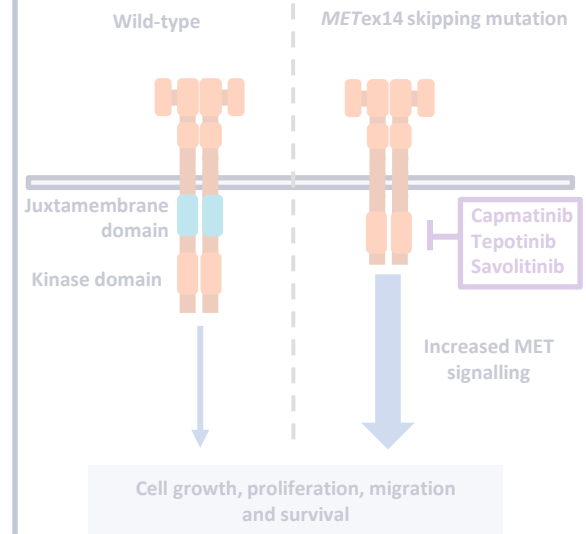 Wild-type
METex14 skipping mutation
Juxtamembrane
domain
Kinase domain
Capmatinib
Tepotinib
Savolitinib
Increased MET
signalling
Cell growth, proliferation, migration
and survival